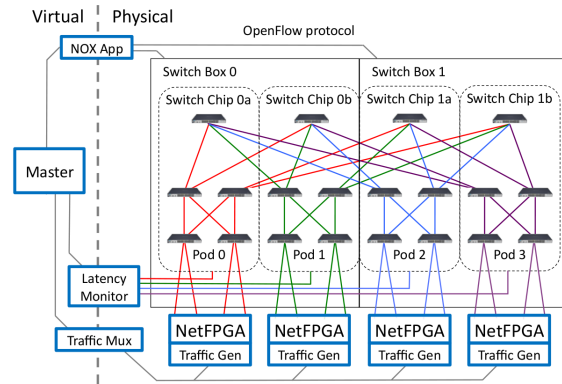 Virtual
Physical
OpenFlow protocol
NOX App
Switch Box 0
Switch Box 1
Switch Chip 0a
Switch Chip 0b
Switch Chip 1a
Switch Chip 1b
Master
Pod 0
Pod 1
Pod 2
Pod 3
Latency
Monitor
Traffic Mux
NetFPGA
Traffic Gen
NetFPGA
Traffic Gen
NetFPGA
Traffic Gen
NetFPGA
Traffic Gen